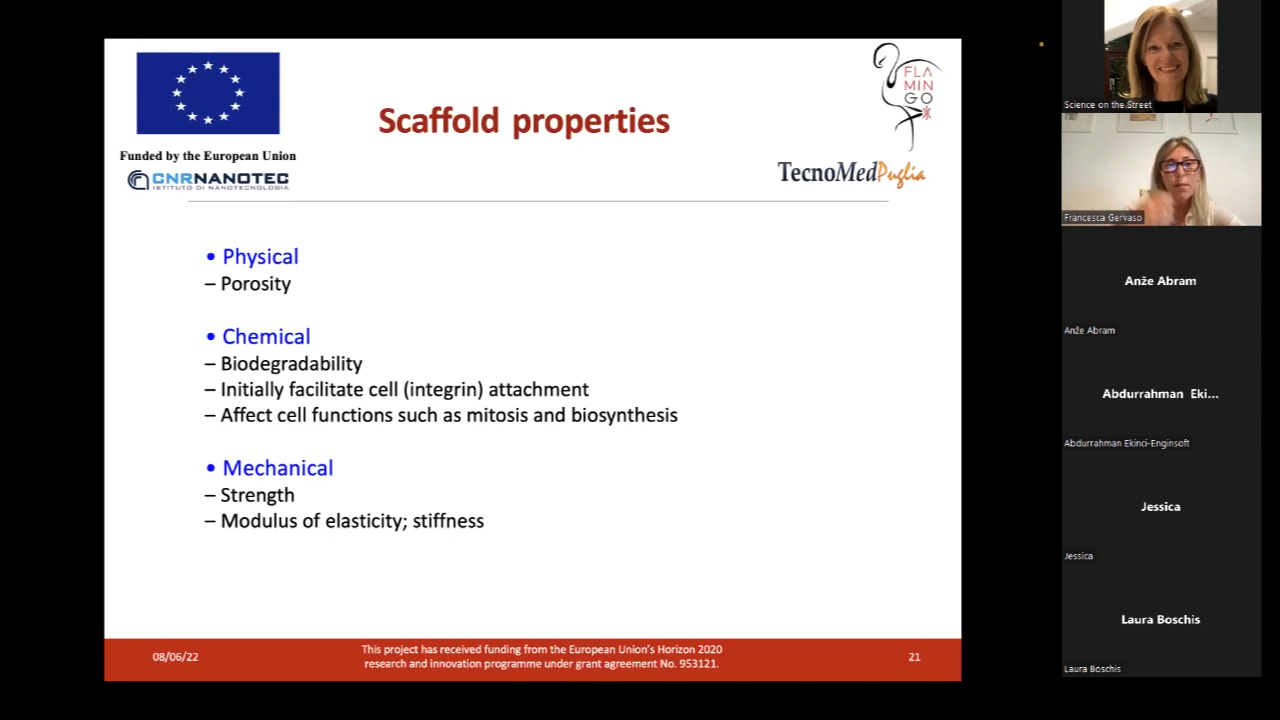 Funded by the European Union
CNRNANOTEC
ISTITUTO DI NANOTECNOLOGIA
Scaffold properties
FLA
MIN
GO
TecnoMedPuglia
• Physical
– Porosity
• Chemical
– Biodegradability
– Initially facilitate cell (integrin) attachment
– Affect cell functions such as mitosis and biosynthesis
• Mechanical
– Strength
– Modulus of elasticity; stiffness
08/06/22
This project has received funding from the European Union's Horizon 2020
research and innovation programme under grant agreement No. 953121.
21
Science on the Street
Francesca Gervaso
Anže Abram
Anže Abram
Abdurrahman Eki...
Abdurrahman Ekinci-Enginsoft
Jessica
Jessica
Laura Boschis
Laura Boschis